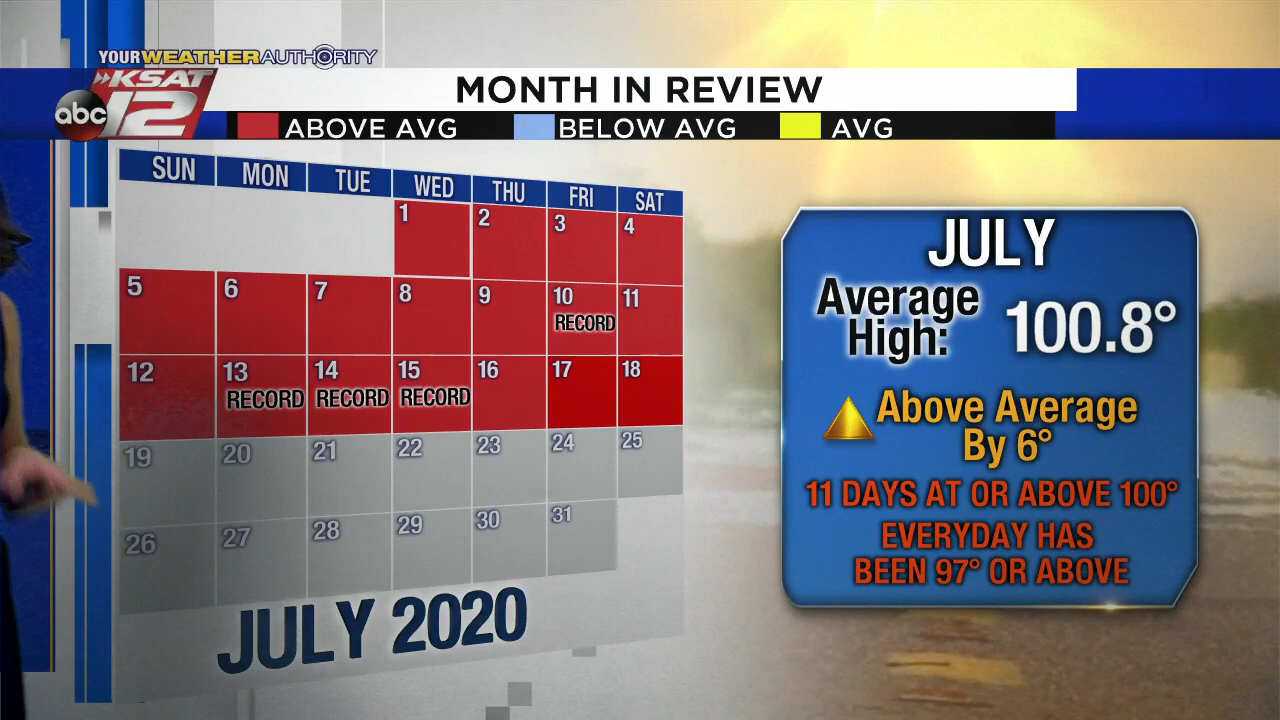 YOURWEATHERAUTHORITY
KSAT
abc 12
MONTH IN REVIEW
ABOVE AVG BELOW AVG AVG
SUN MON TUE WED THU FRI SAT
1 2 3 4
5 6 7 8 9 10 11
RECORD
12 13 14 15 16 17 18
RECORD RECORD RECORD
19 20 21 22 23 24 25
26 27 28 29 30 31
JULY 2020
JULY
Average
High: 100.8°
Above Average
By 6°
11 DAYS AT OR ABOVE 100°
EVERYDAY HAS
BEEN 97° OR ABOVE